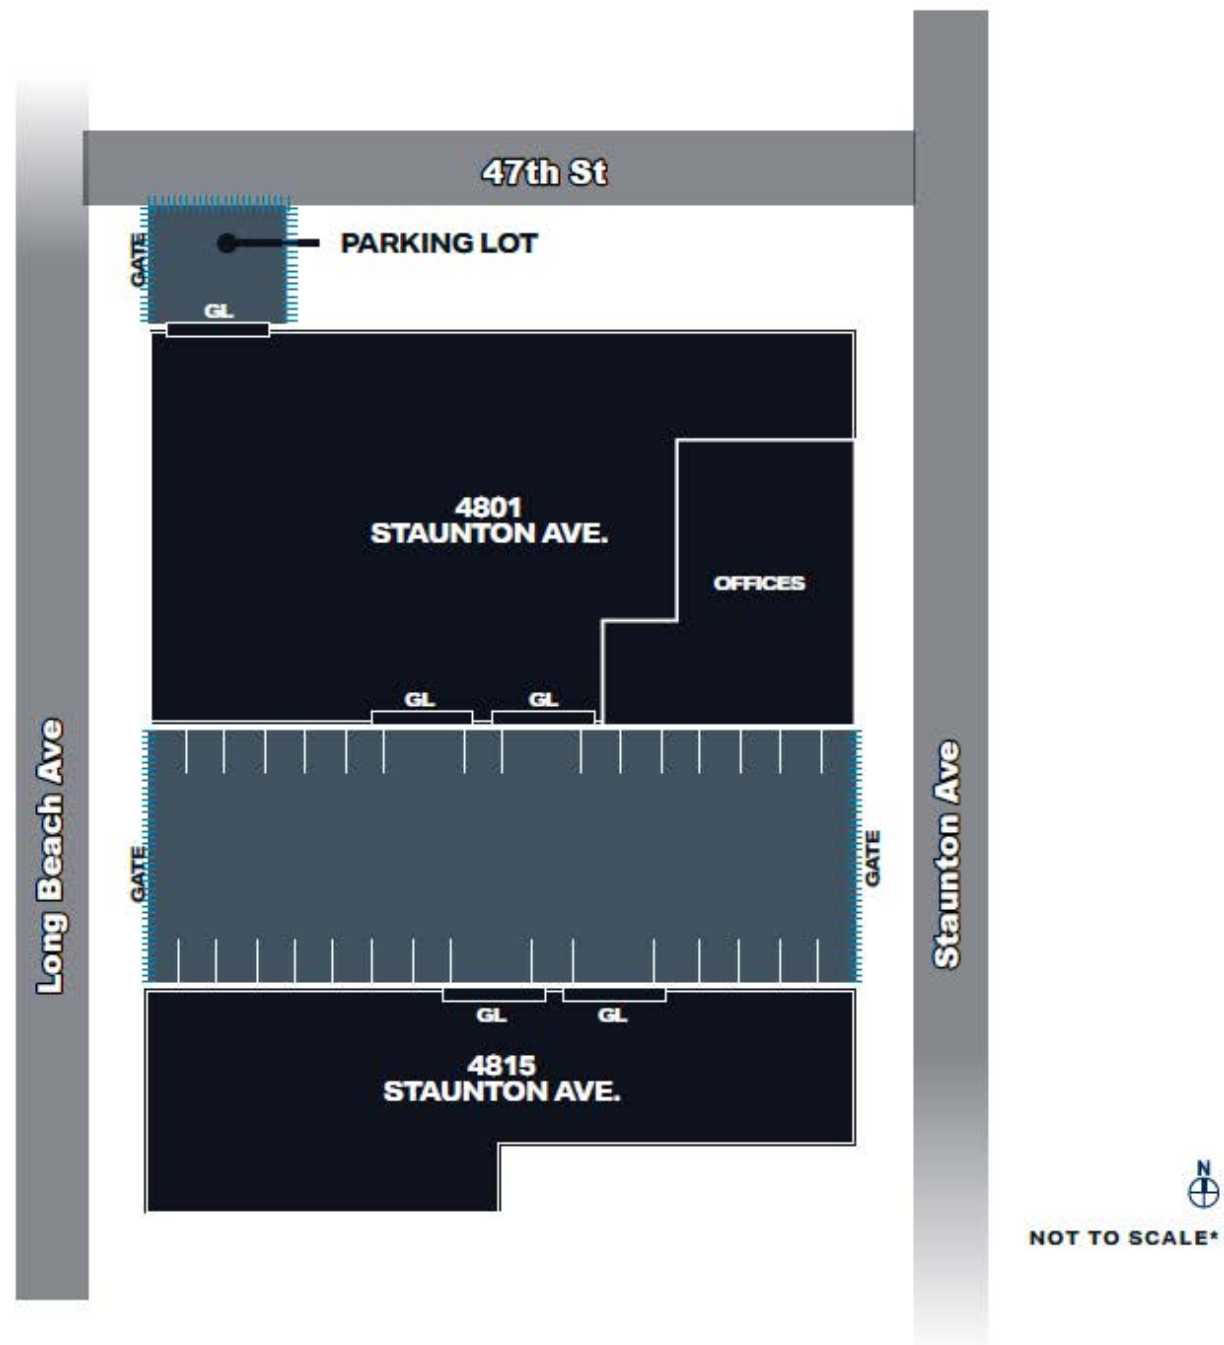 47th St
GATE
PARKING LOT
GL
4801
STAUNTON AVE.
OFFICES
GL
GL
Long Beach Ave
GATE
GATE
Staunton Ave
GL
GL
4815
STAUNTON AVE.
N
NOT TO SCALE*